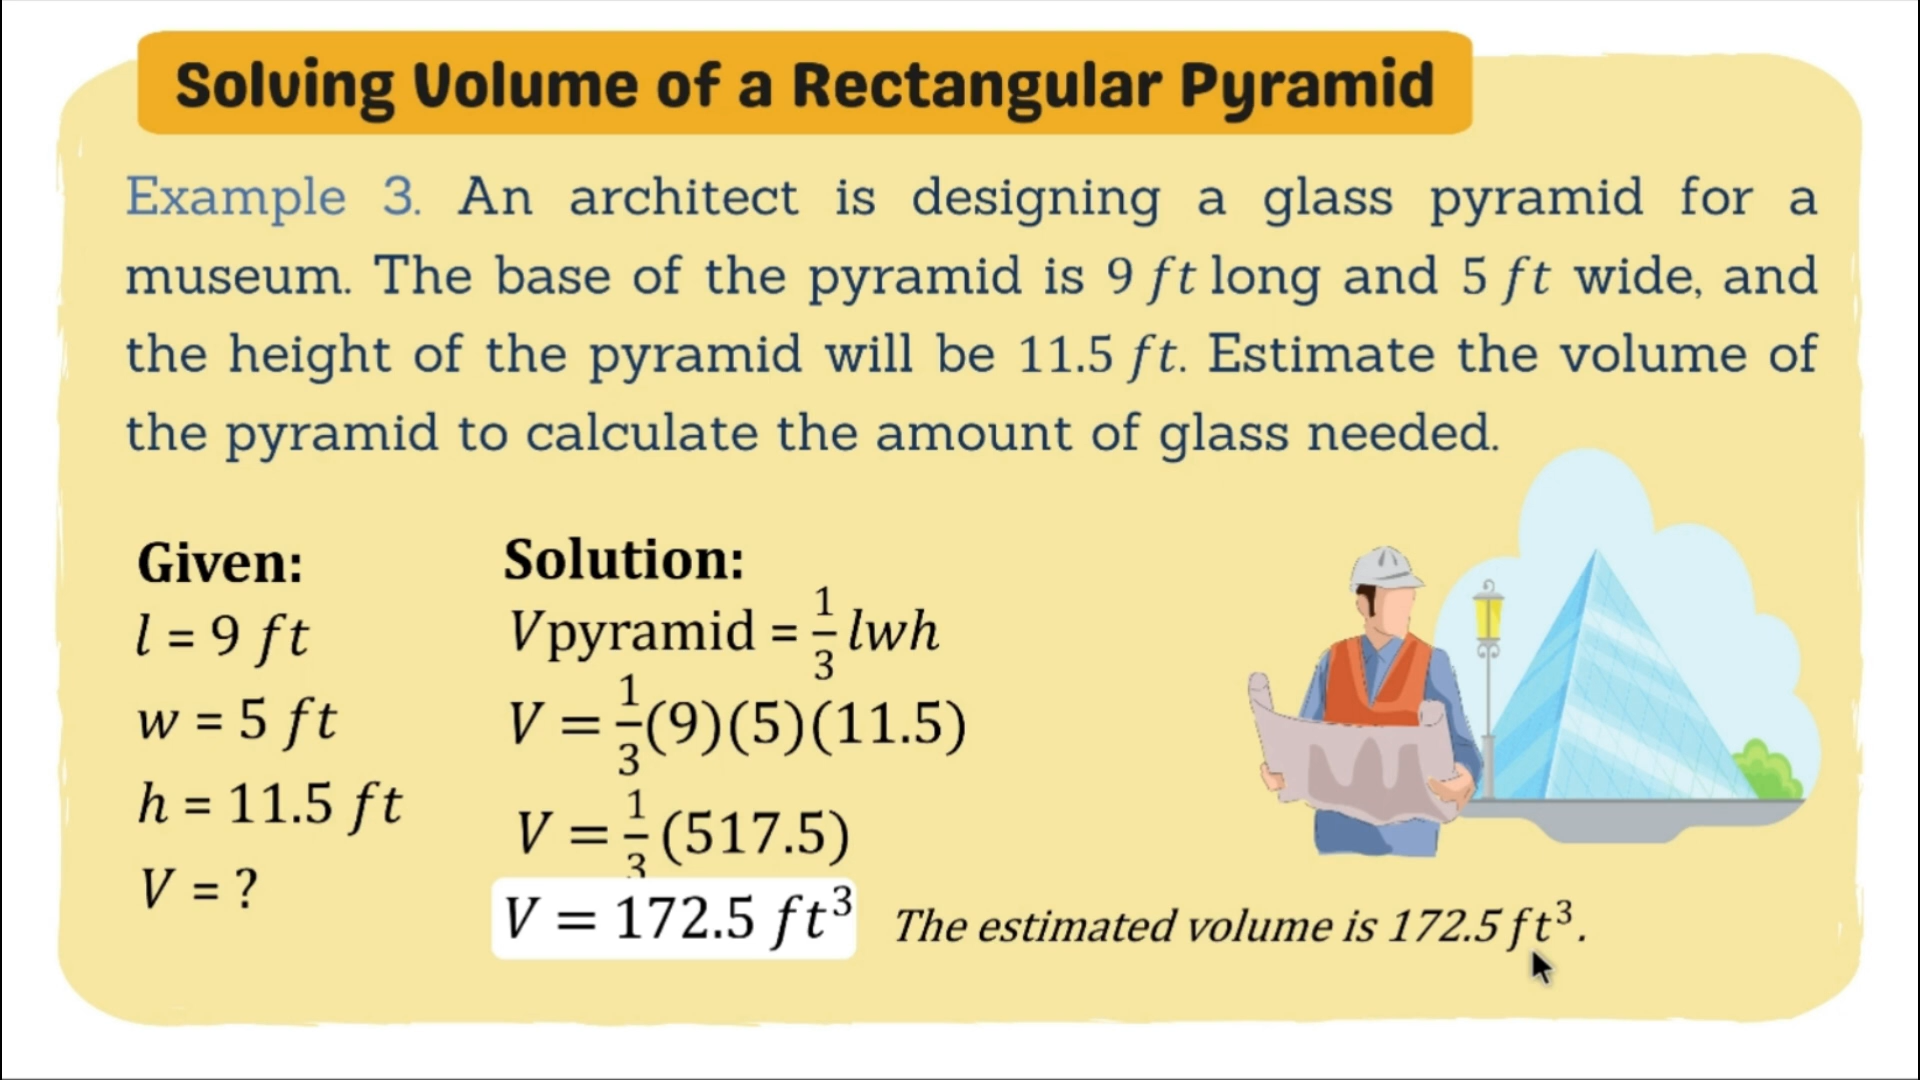 Solving Volume of a Rectangular Pyramid
Example 3. An architect is designing a glass pyramid for a
museum. The base of the pyramid is 9 ft long and 5 ft wide, and
the height of the pyramid will be 11.5 ft. Estimate the volume of
the pyramid to calculate the amount of glass needed.
Given:
l = 9 ft
w = 5 ft
h = 11.5 ft
V = ?
Solution:
Vpyramid = 1/3 lwh
V = 1/3 (9)(5)(11.5)
V = 1/3 (517.5)
V = 172.5 ft³
The estimated volume is 172.5 ft³.